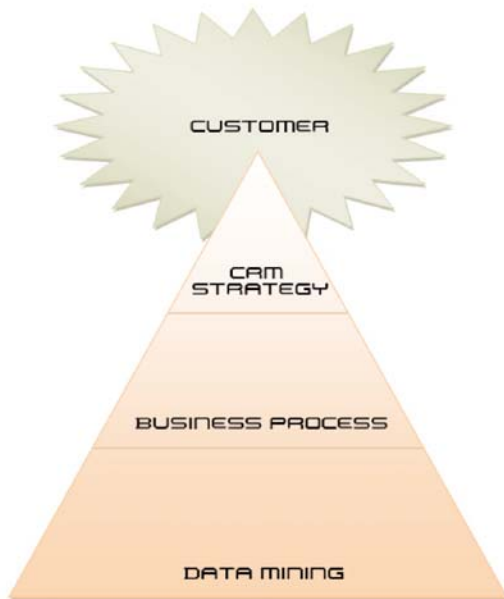 CUSTOMER
CRM
STRATEGY
BUSINESS PROCESS
DATA MINING